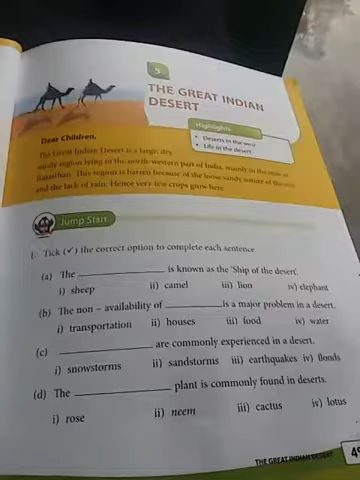 5
THE GREAT INDIAN
DESERT
Highlights
• Deserts in the west
• Life in the desert
Dear Children,
The Great Indian Desert is a large, dry,
sandy region lying in the north-western part of India, mainly in the state of
Rajasthan. This region is barren because of the loose sandy nature of the soil
and the lack of rain. Hence very few crops grow here.
Jump Start
1. Tick (✓) the correct option to complete each sentence.
(a) The ____________ is known as the 'Ship of the desert'.
i) sheep ii) camel iii) lion iv) elephant
(b) The non - availability of ____________ is a major problem in a desert.
i) transportation ii) houses iii) food iv) water
(c) ____________ are commonly experienced in a desert.
i) snowstorms ii) sandstorms iii) earthquakes iv) floods
(d) The ____________ plant is commonly found in deserts.
i) rose ii) neem iii) cactus iv) lotus
THE GREAT INDIAN DESERT